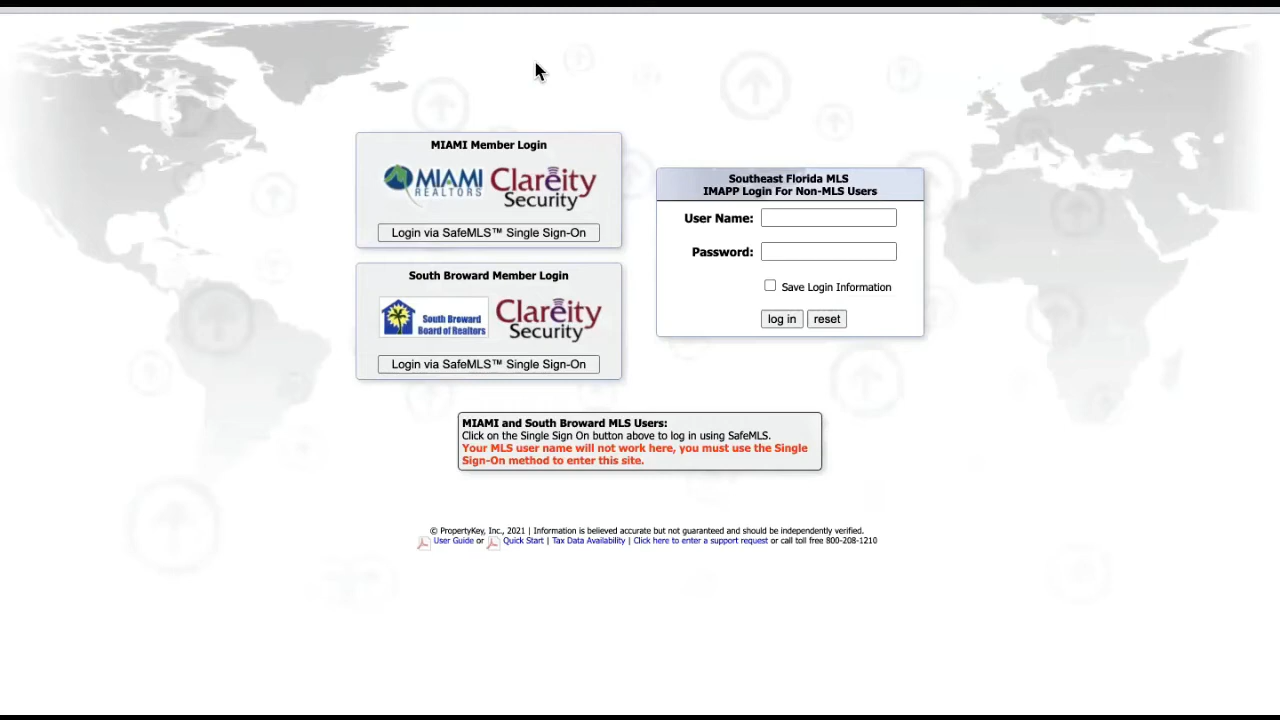 MIAMI Member Login
MIAMI
REALTORS
Clareity
Security
Login via SafeMLS™ Single Sign-On
South Broward Member Login
South Broward
Board of Realtors
Clareity
Security
Login via SafeMLS™ Single Sign-On
Southeast Florida MLS
IMAPP Login For Non-MLS Users
User Name:
Password:
Save Login Information
log in reset
MIAMI and South Broward MLS Users:
Click on the Single Sign On button above to log in using SafeMLS.
Your MLS user name will not work here, you must use the Single
Sign-On method to enter this site.
© PropertyKey, Inc., 2021 | Information is believed accurate but not guaranteed and should be independently verified.
User Guide or Quick Start | Tax Data Availability | Click here to enter a support request or call toll free 800-208-1210